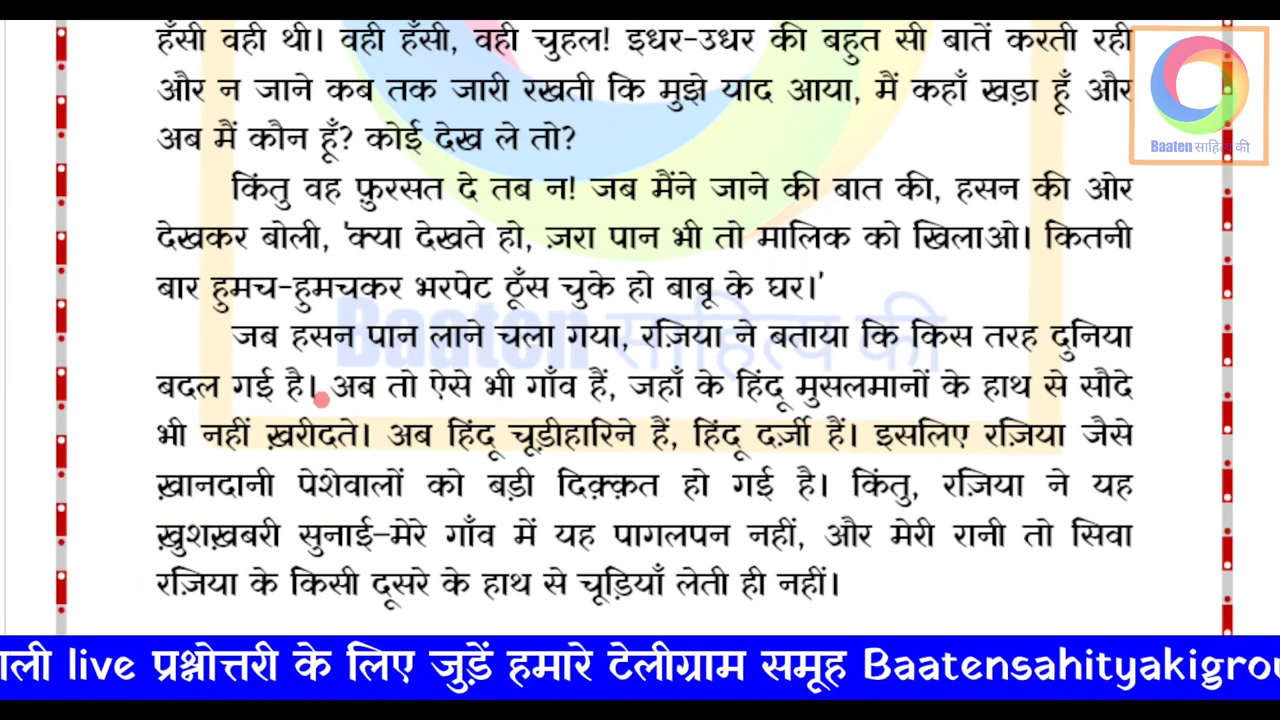 हँसी वही थी। वही हँसी, वही चुहल! इधर-उधर की बहुत सी बातें करती रही
और न जाने कब तक जारी रखती कि मुझे याद आया, मैं कहाँ खड़ा हूँ और
अब मैं कौन हूँ? कोई देख ले तो?
किंतु वह फ़ुरसत दे तब न! जब मैंने जाने की बात की, हसन की ओर
देखकर बोली, 'क्या देखते हो, ज़रा पान भी तो मालिक को खिलाओ। कितनी
बार हुमच-हुमचकर भरपेट ठूँस चुके हो बाबू के घर।'
जब हसन पान लाने चला गया, रज़िया ने बताया कि किस तरह दुनिया
बदल गई है। अब तो ऐसे भी गाँव हैं, जहाँ के हिंदू मुसलमानों के हाथ से सौदे
भी नहीं ख़रीदते। अब हिंदू चूड़ीहारिने हैं, हिंदू दर्ज़ी हैं। इसलिए रज़िया जैसे
ख़ानदानी पेशेवालों को बड़ी दिक़्क़त हो गई है। किंतु, रज़िया ने यह
ख़ुशख़बरी सुनाई-मेरे गाँव में यह पागलपन नहीं, और मेरी रानी तो सिवा
रज़िया के किसी दूसरे के हाथ से चूड़ियाँ लेती ही नहीं।
Baaten साहित्य की
Baaten साहित्य की
ाली live प्रश्नोत्तरी के लिए जुड़ें हमारे टेलीग्राम समूह Baatensahityakigrou